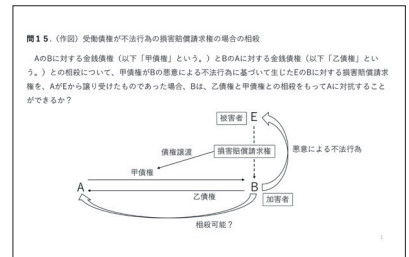 問１５．（作図）受働債権が不法行為の損害賠償請求権の場合の相殺
AのBに対する金銭債権（以下「甲債権」という。）とBのAに対する金銭債権（以下「乙債権」とい
う。）との相殺について、甲債権がBの悪意による不法行為に基づいて生じたEのBに対する損害賠償請求
権を、AがEから譲り受けたものであった場合、Bは、乙債権と甲債権との相殺をもってAに対抗すること
ができるか？
被害者 E
債権譲渡
損害賠償請求権
悪意による不法行為
甲債権
A
B
乙債権
加害者
相殺可能？
1